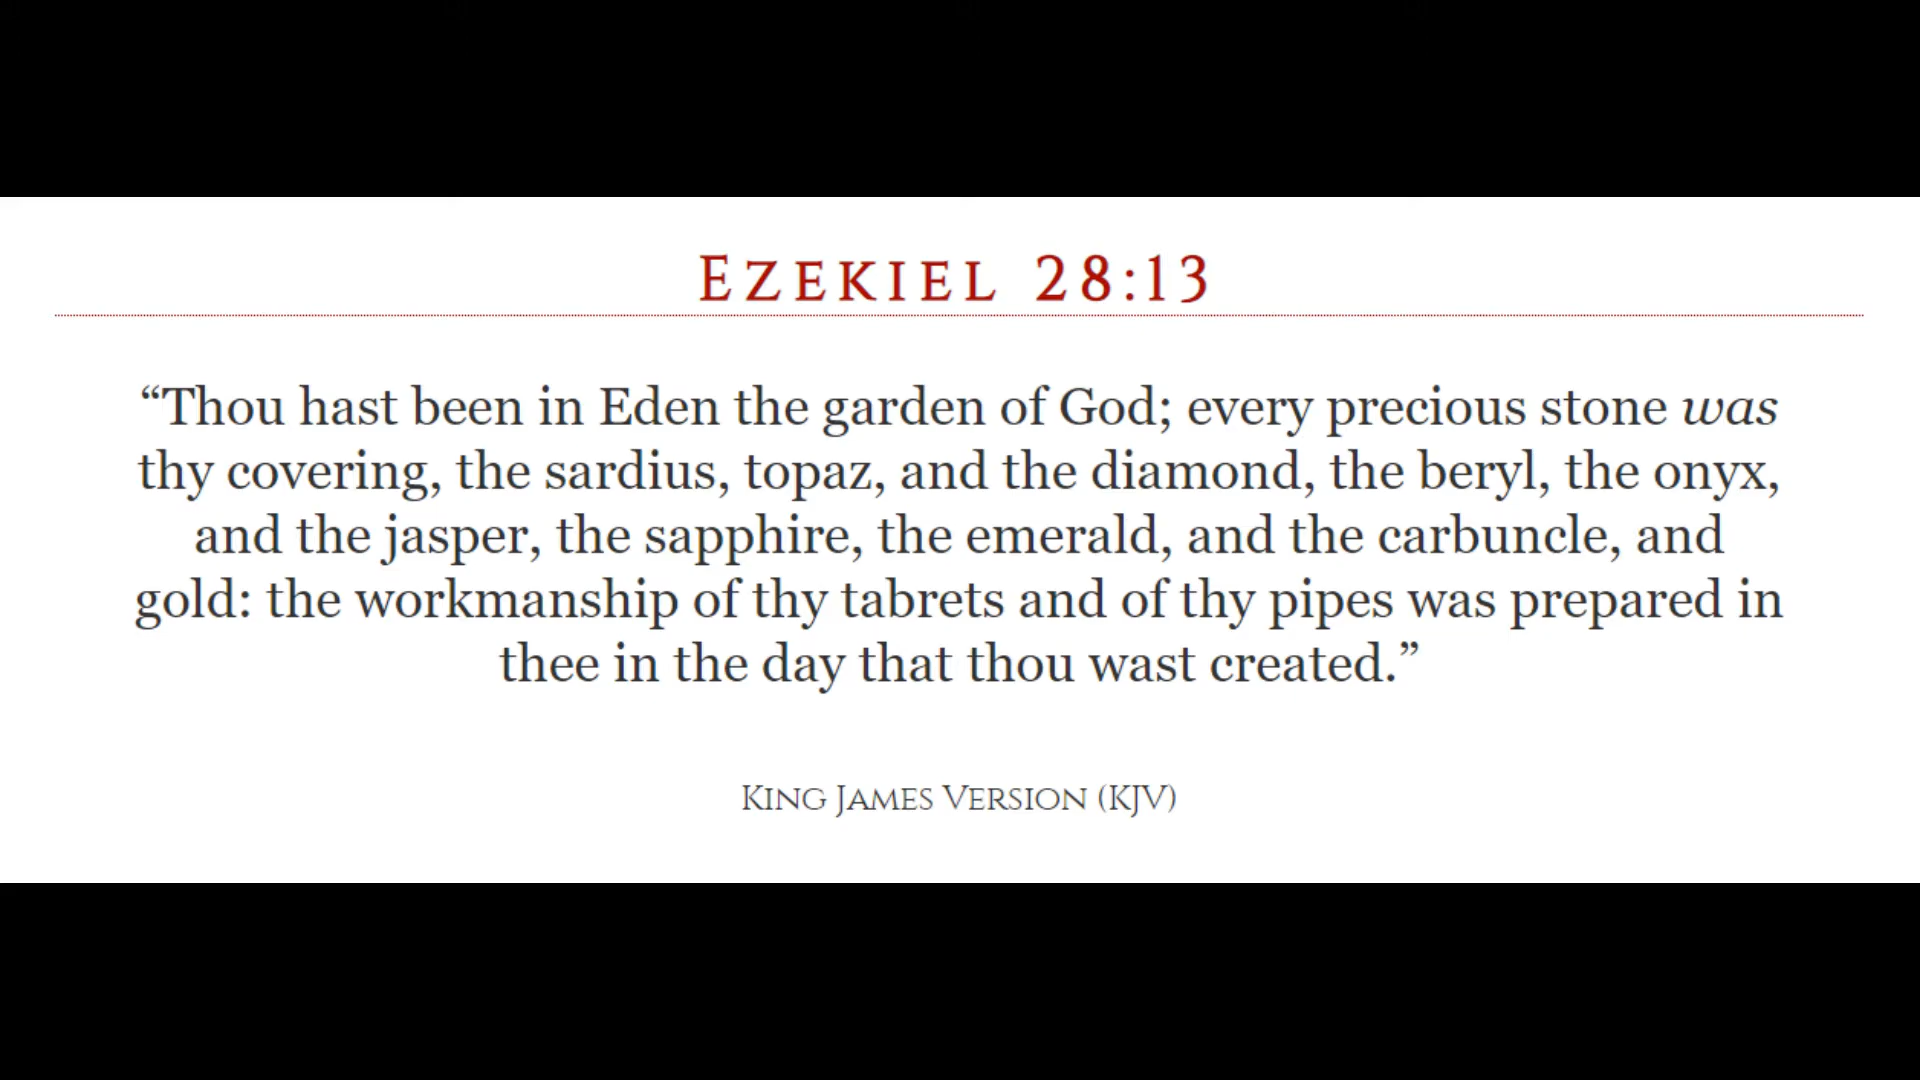 Ezekiel 28:13
“Thou hast been in Eden the garden of God; every precious stone was
thy covering, the sardius, topaz, and the diamond, the beryl, the onyx,
and the jasper, the sapphire, the emerald, and the carbuncle, and
gold: the workmanship of thy tabrets and of thy pipes was prepared in
thee in the day that thou wast created.”
King James Version (KJV)